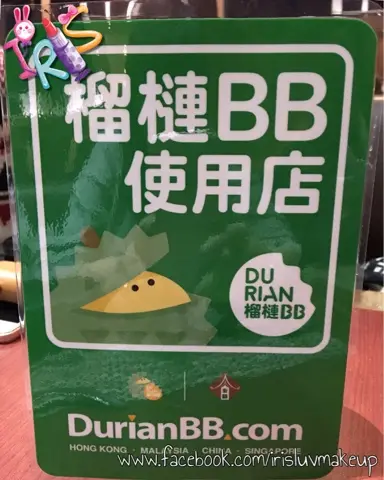 IRIS
榴槤BB
使用店
DU
RIAN
榴槤BB
DurianBB.com
HONG KONG · MALAYSIA · CHINA · SINGAPORE
www.facebook.com/irisluvmakeup